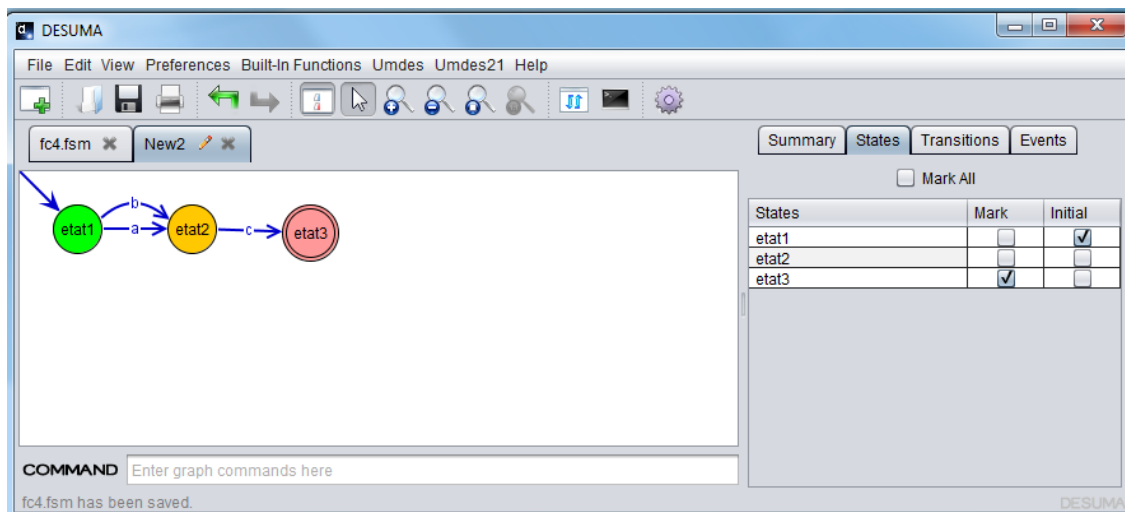 DESUMA
File Edit View Preferences Built-In Functions Umdes Umdes21 Help
fc4.fsm New2
Summary States Transitions Events
Mark All
States Mark Initial
etat1
etat2
etat3
b
etat1 a etat2 c etat3
COMMAND Enter graph commands here
fc4.fsm has been saved. DESUMA